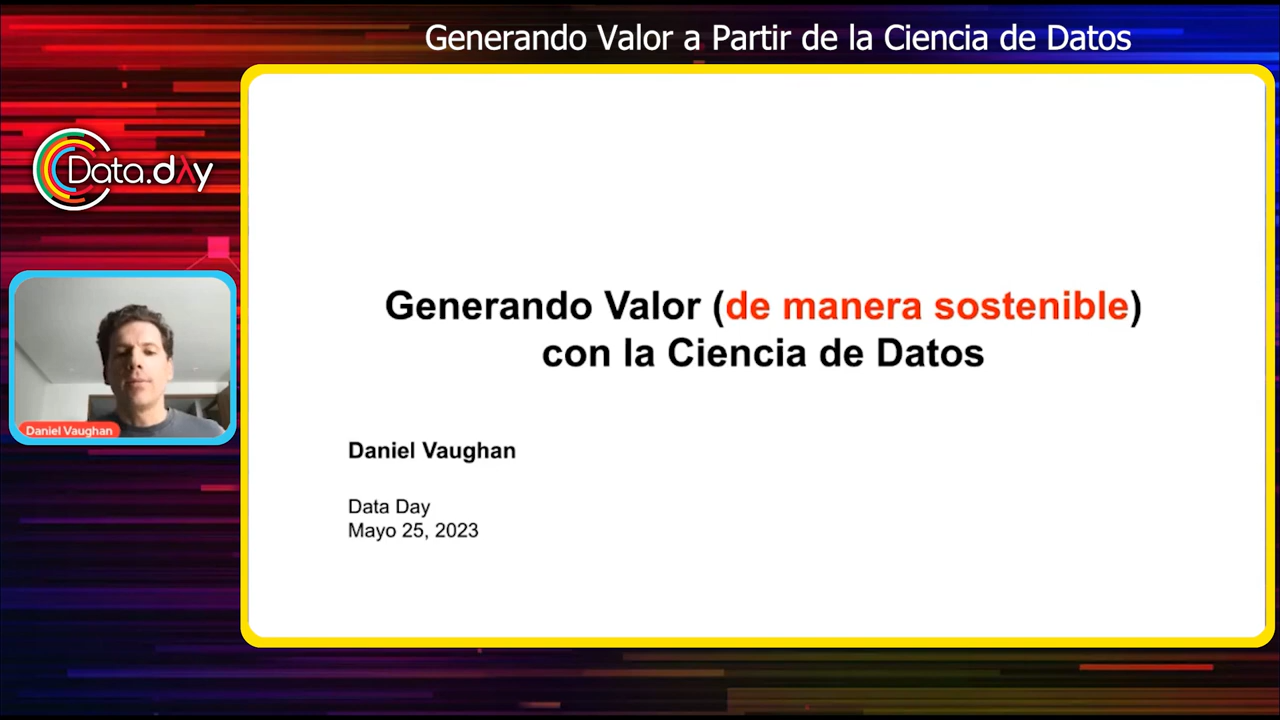 Generando Valor a Partir de la Ciencia de Datos
Data.dλy
Daniel Vaughan
Generando Valor (de manera sostenible)
con la Ciencia de Datos
Daniel Vaughan
Data Day
Mayo 25, 2023